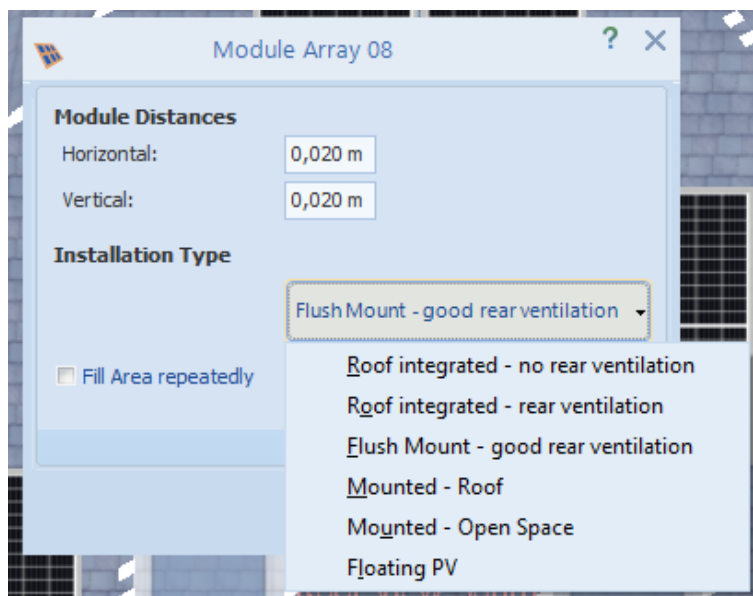 Module Array 08
?
Module Distances
Horizontal: 0,020 m
Vertical: 0,020 m
Installation Type
Flush Mount - good rear ventilation
Fill Area repeatedly
Roof integrated - no rear ventilation
Roof integrated - rear ventilation
Flush Mount - good rear ventilation
Mounted - Roof
Mounted - Open Space
Floating PV